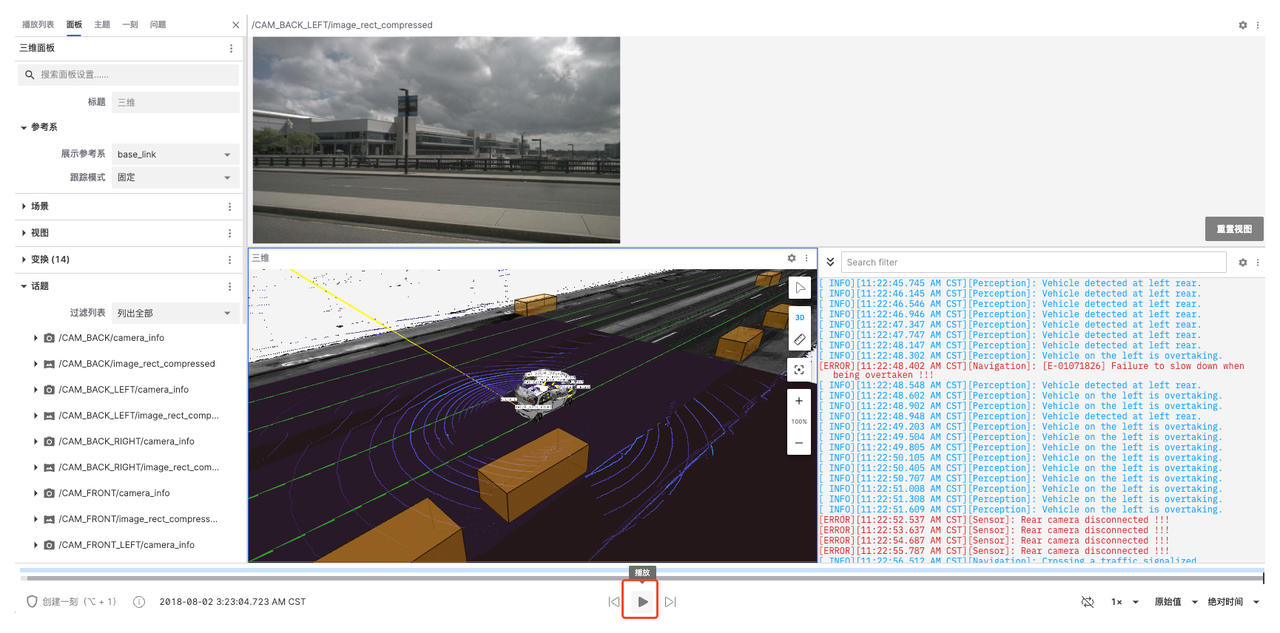 播放列表 面板 主题 一刻 问题
/CAM_BACK_LEFT/image_rect_compressed
三维面板
搜索面板设置......
标题 三维
参考系
展示参考系 base_link
跟踪模式 固定
场景
视图
变换 (14)
话题
过滤列表 列出全部
/CAM_BACK/camera_info
/CAM_BACK/image_rect_compressed
/CAM_BACK_LEFT/camera_info
/CAM_BACK_LEFT/image_rect_comp...
/CAM_BACK_RIGHT/camera_info
/CAM_BACK_RIGHT/image_rect_com...
/CAM_FRONT/camera_info
/CAM_FRONT/image_rect_compress...
/CAM_FRONT_LEFT/camera_info
重置视图
三维
3D
100%
Search filter
[ INFO][11:22:45.745 AM CST][Perception]: Vehicle detected at left rear.
[ INFO][11:22:46.145 AM CST][Perception]: Vehicle detected at left rear.
[ INFO][11:22:46.546 AM CST][Perception]: Vehicle detected at left rear.
[ INFO][11:22:46.946 AM CST][Perception]: Vehicle detected at left rear.
[ INFO][11:22:47.347 AM CST][Perception]: Vehicle detected at left rear.
[ INFO][11:22:47.747 AM CST][Perception]: Vehicle detected at left rear.
[ INFO][11:22:48.147 AM CST][Perception]: Vehicle detected at left rear.
[ INFO][11:22:48.302 AM CST][Perception]: Vehicle on the left is overtaking.
[ERROR][11:22:48.402 AM CST][Navigation]: [E-01071826] Failure to slow down when
being overtaken !!!
[ INFO][11:22:48.548 AM CST][Perception]: Vehicle detected at left rear.
[ INFO][11:22:48.602 AM CST][Perception]: Vehicle on the left is overtaking.
[ INFO][11:22:48.902 AM CST][Perception]: Vehicle on the left is overtaking.
[ INFO][11:22:48.948 AM CST][Perception]: Vehicle detected at left rear.
[ INFO][11:22:49.203 AM CST][Perception]: Vehicle on the left is overtaking.
[ INFO][11:22:49.504 AM CST][Perception]: Vehicle on the left is overtaking.
[ INFO][11:22:49.805 AM CST][Perception]: Vehicle on the left is overtaking.
[ INFO][11:22:50.105 AM CST][Perception]: Vehicle on the left is overtaking.
[ INFO][11:22:50.405 AM CST][Perception]: Vehicle on the left is overtaking.
[ INFO][11:22:50.707 AM CST][Perception]: Vehicle on the left is overtaking.
[ INFO][11:22:51.008 AM CST][Perception]: Vehicle on the left is overtaking.
[ INFO][11:22:51.308 AM CST][Perception]: Vehicle on the left is overtaking.
[ INFO][11:22:51.609 AM CST][Perception]: Vehicle on the left is overtaking.
[ERROR][11:22:52.537 AM CST][Sensor]: Rear camera disconnected !!!
[ERROR][11:22:53.637 AM CST][Sensor]: Rear camera disconnected !!!
[ERROR][11:22:54.687 AM CST][Sensor]: Rear camera disconnected !!!
[ERROR][11:22:55.787 AM CST][Sensor]: Rear camera disconnected !!!
[ INFO][11:22:56.512 AM CST][Navigation]: Crossing a traffic signalized
播放
创建一刻 (⌥ + 1) 2018-08-02 3:23:04.723 AM CST
1× 原始值 绝对时间